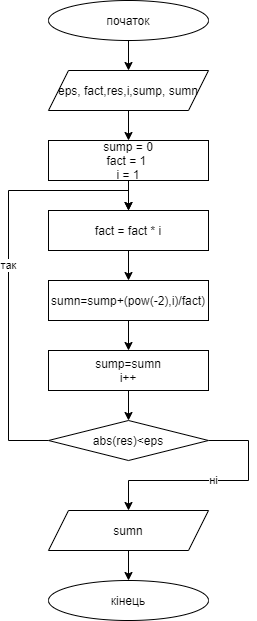 початок
eps, fact,res,i,sump, sumn
sump = 0
fact = 1
i = 1
fact = fact * i
так
sumn=sump+(pow(-2),i)/fact)
sump=sumn
i++
abs(res)<eps
ні
sumn
кінець